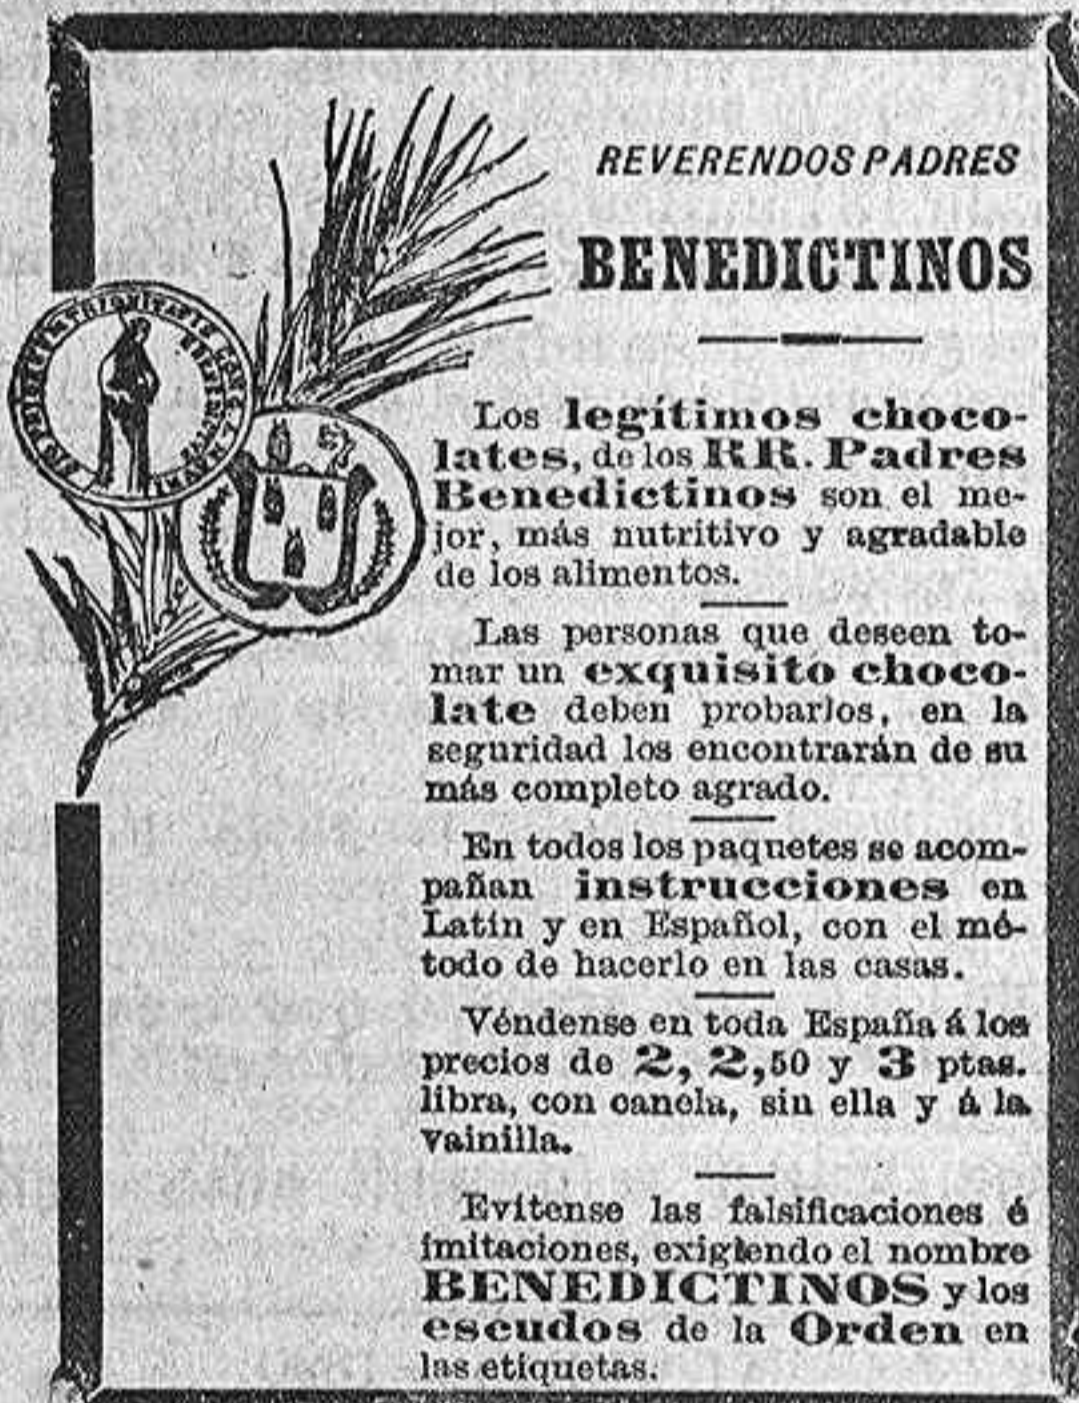 REVERENDOS PADRES
BENEDICTINOS
Los legítimos choco-
lates, de los RR. Padres
Benedictinos son el me-
jor, más nutritivo y agradable
de los alimentos.
Las personas que deseen to-
mar un exquisito choco-
late deben probarlos, en la
seguridad los encontrarán de su
más completo agrado.
En todos los paquetes se acom-
pañan instrucciones en
Latín y en Español, con el mé-
todo de hacerlo en las casas.
Véndense en toda España á los
precios de 2, 2,50 y 3 ptas.
libra, con canela, sin ella y á la
vainilla.
Evítense las falsificaciones é
imitaciones, exigiendo el nombre
BENEDICTINOS y los
escudos de la Orden en
las etiquetas.